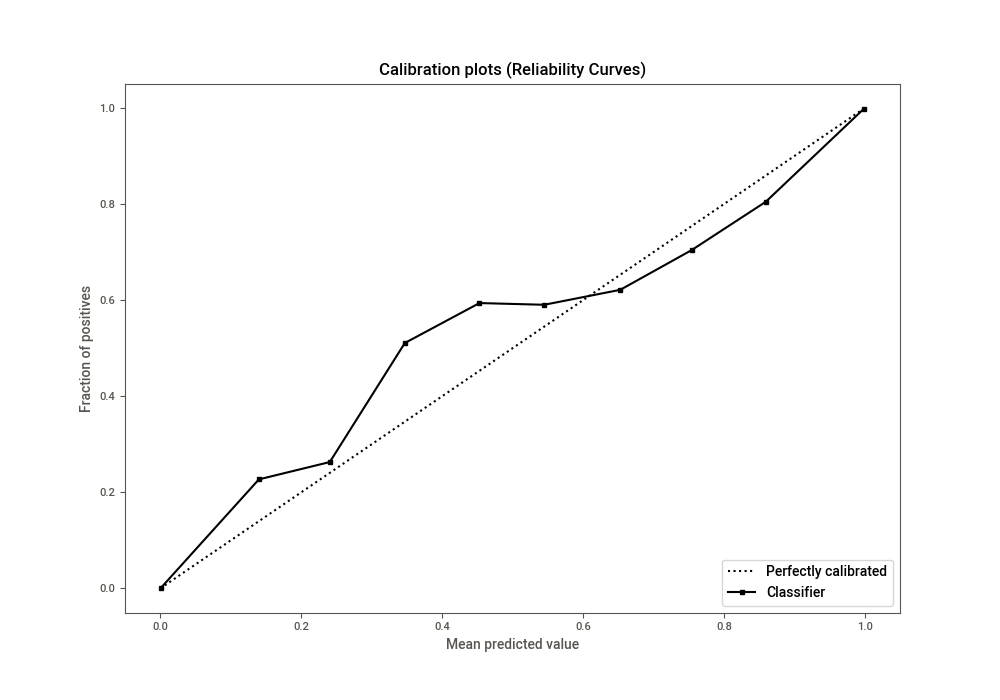 Calibration plots (Reliability Curves)
1.0
0.8
0.6
0.4
0.2
0.0
Fraction of positives
0.0 0.2 0.4 0.6 0.8 1.0
Mean predicted value
Perfectly calibrated
Classifier